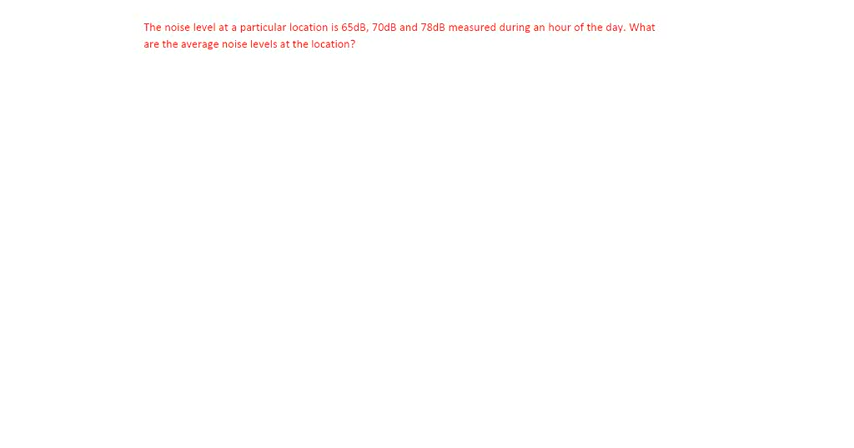 The noise level at a particular location is 65dB, 70dB and 78dB measured during an hour of the day. What
are the average noise levels at the location?